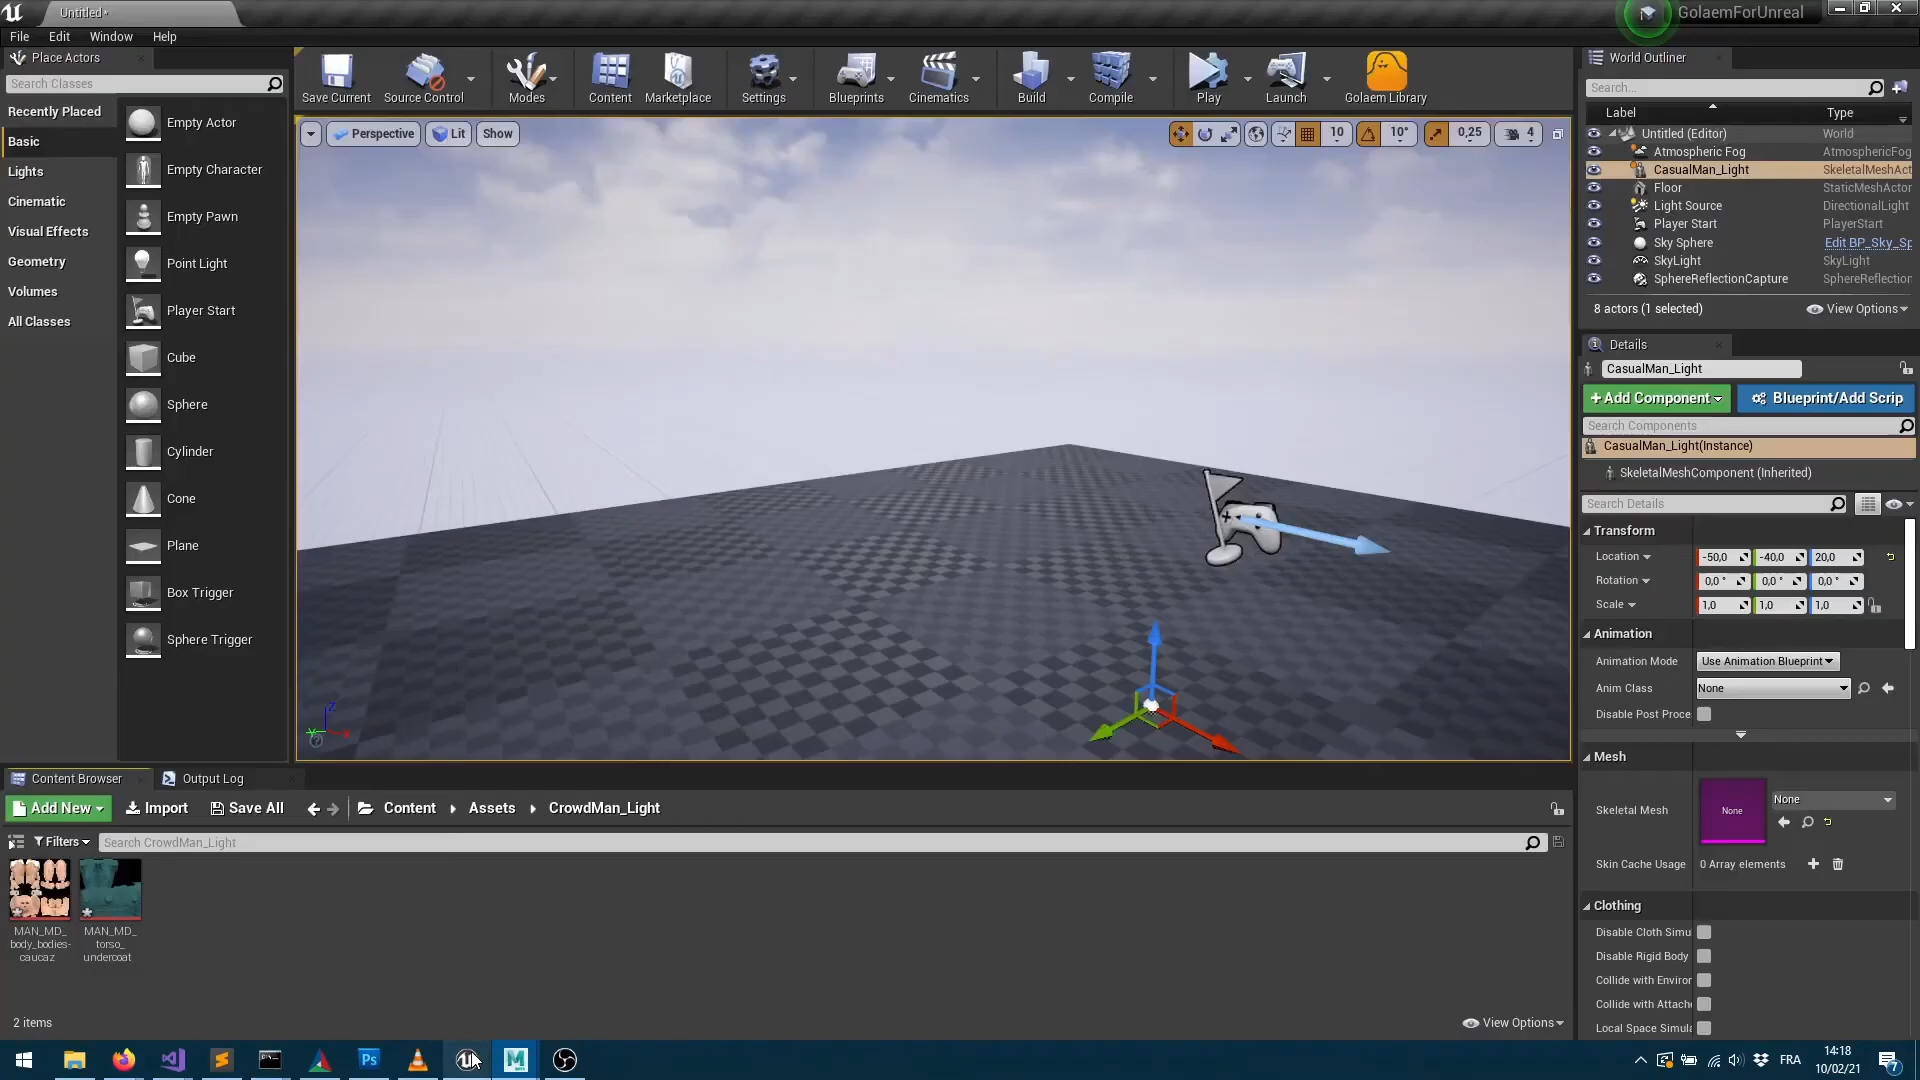 Untitled*
GolaemForUnreal
File Edit Window Help
Place Actors
Search Classes
Recently Placed
Basic
Lights
Cinematic
Visual Effects
Geometry
Volumes
All Classes
Empty Actor
Empty Character
Empty Pawn
Point Light
Player Start
Cube
Sphere
Cylinder
Cone
Plane
Box Trigger
Sphere Trigger
Save Current Source Control Modes Content Marketplace Settings Blueprints Cinematics Build Compile Play Launch Golaem Library
Perspective Lit Show 10 10° 0,25 4
World Outliner
Search...
Label Type
Untitled (Editor) World
Atmospheric Fog AtmosphericFog
CasualMan_Light SkeletalMeshAct
Floor StaticMeshActor
Light Source DirectionalLight
Player Start PlayerStart
Sky Sphere Edit BP_Sky_Sp
SkyLight SkyLight
SphereReflectionCapture SphereReflection
8 actors (1 selected) View Options
Details
CasualMan_Light
+Add Component Blueprint/Add Scrip
Search Components
CasualMan_Light(Instance)
SkeletalMeshComponent (Inherited)
Search Details
Transform
Location -50,0 -40,0 20,0
Rotation 0,0 ° 0,0 ° 0,0 °
Scale 1,0 1,0 1,0
Animation
Animation Mode Use Animation Blueprint
Anim Class None
Disable Post Proce
Mesh
Skeletal Mesh None None
Skin Cache Usage 0 Array elements
Clothing
Disable Cloth Simu
Disable Rigid Body
Collide with Enviror
Collide with Attache
Local Space Simula
Content Browser Output Log
Add New Import Save All Content Assets CrowdMan_Light
Filters Search CrowdMan_Light
MAN_MD_
body_bodies-
caucaz
MAN_MD_
torso_
undercoat
2 items View Options
Z
Y
X
Ps
M
FRA
14:18
10/02/21
7